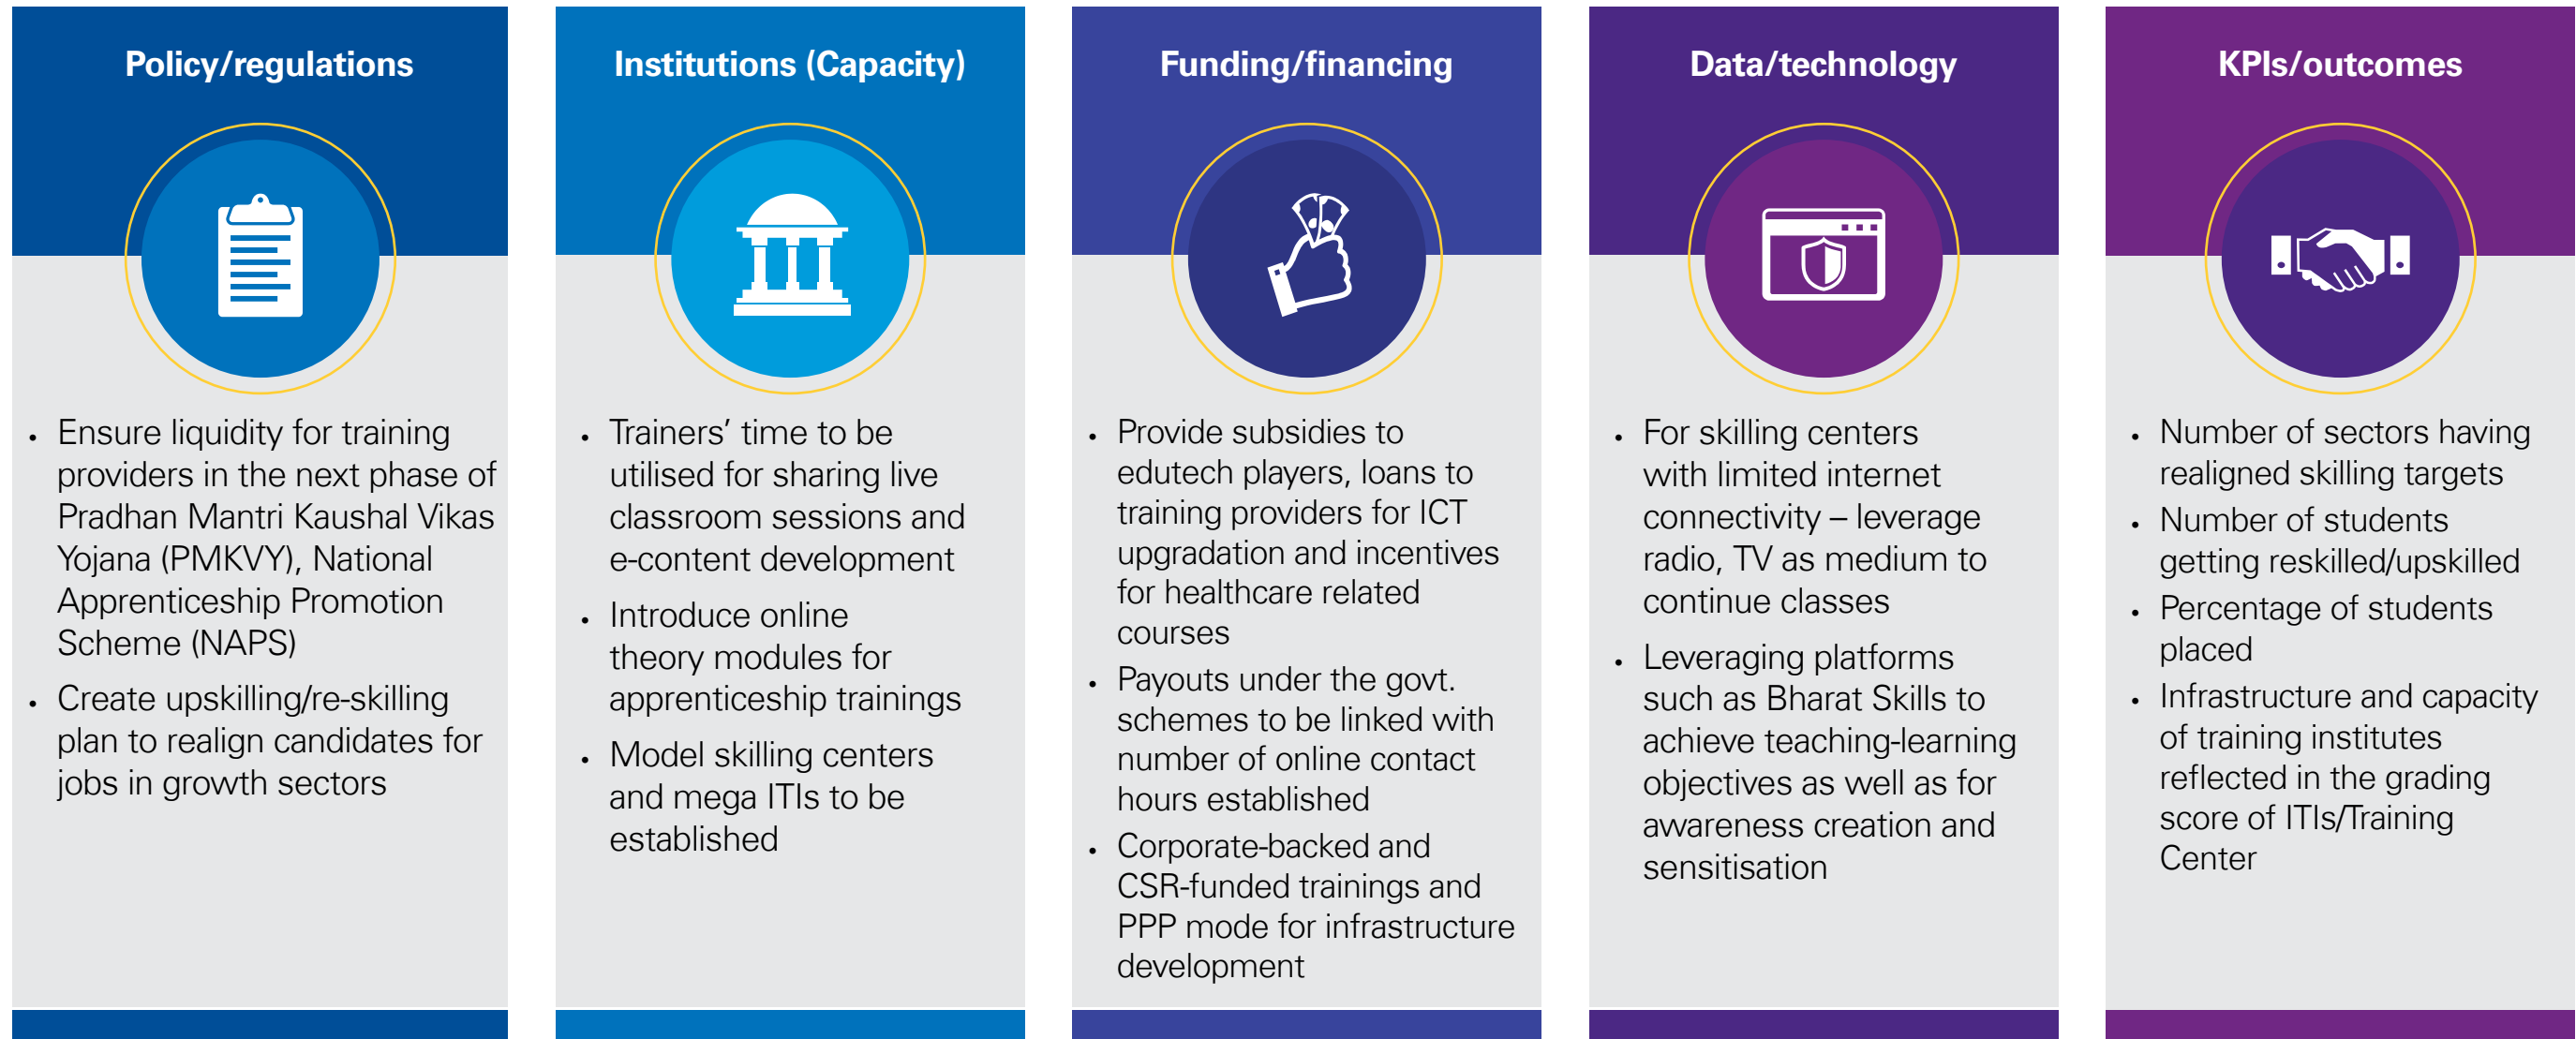 Policy/regulations
• Ensure liquidity for training
providers in the next phase of
Pradhan Mantri Kaushal Vikas
Yojana (PMKVY), National
Apprenticeship Promotion
Scheme (NAPS)
• Create upskilling/re-skilling
plan to realign candidates for
jobs in growth sectors
Institutions (Capacity)
• Trainers’ time to be
utilised for sharing live
classroom sessions and
e-content development
• Introduce online
theory modules for
apprenticeship trainings
• Model skilling centers
and mega ITIs to be
established
Funding/financing
• Provide subsidies to
edutech players, loans to
training providers for ICT
upgradation and incentives
for healthcare related
courses
• Payouts under the govt.
schemes to be linked with
number of online contact
hours established
• Corporate-backed and
CSR-funded trainings and
PPP mode for infrastructure
development
Data/technology
• For skilling centers
with limited internet
connectivity – leverage
radio, TV as medium to
continue classes
• Leveraging platforms
such as Bharat Skills to
achieve teaching-learning
objectives as well as for
awareness creation and
sensitisation
KPIs/outcomes
• Number of sectors having
realigned skilling targets
• Number of students
getting reskilled/upskilled
• Percentage of students
placed
• Infrastructure and capacity
of training institutes
reflected in the grading
score of ITIs/Training
Center